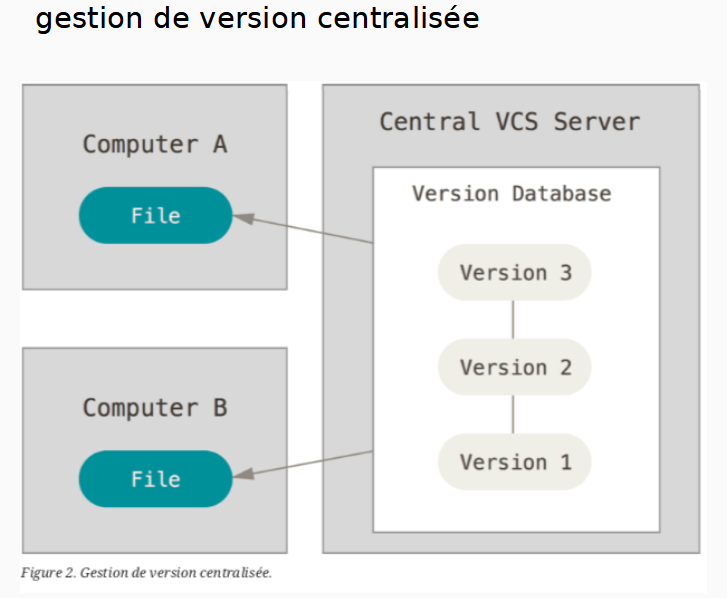 gestion de version centralisée
Computer A
File
Computer B
File
Central VCS Server
Version Database
Version 3
Version 2
Version 1
Figure 2. Gestion de version centralisée.